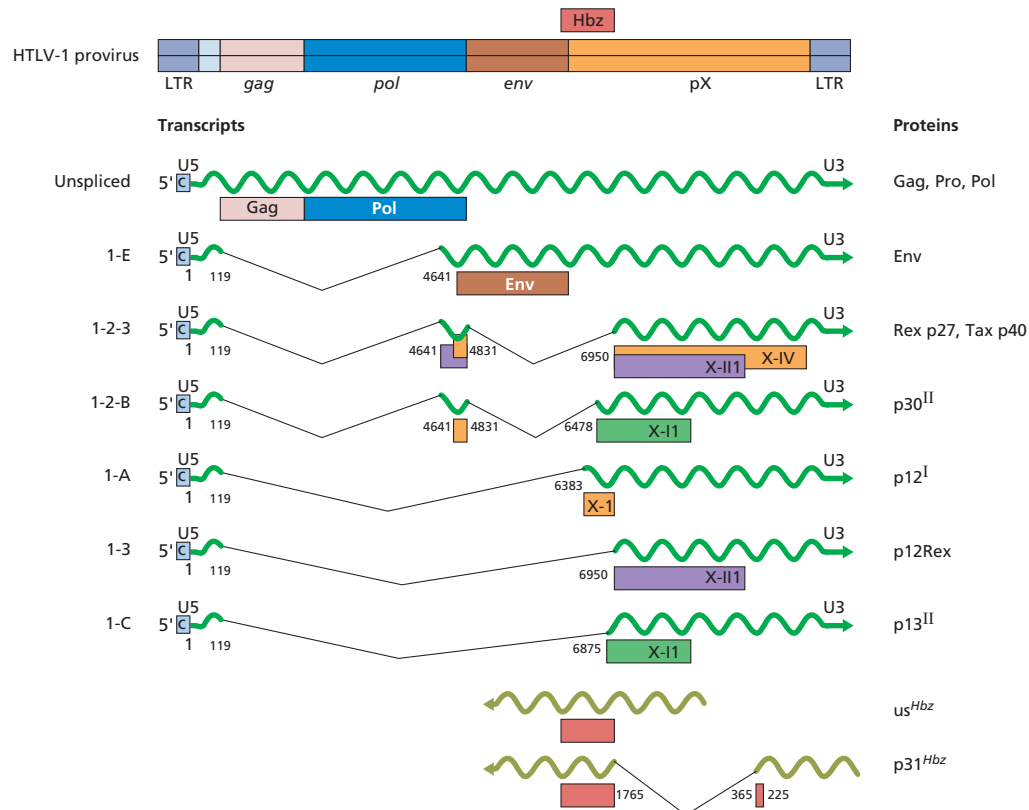 Hbz
HTLV-1 provirus
LTR gag pol env pX LTR
Transcripts Proteins
U5 U3
Unspliced 5' C Gag, Pro, Pol
Gag Pol
U5 U3
1-E 5' C Env
1 119 4641 Env
U5 U3
1-2-3 5' C Rex p27, Tax p40
1 119 4641 4831 6950 X-IV
X-II1
U5 U3
1-2-B 5' C p30II
1 119 4641 4831 6478 X-I1
U5 U3
1-A 5' C p12I
1 119 6383
X-1
U5 U3
1-3 5' C p12Rex
1 119 6950 X-II1
U5 U3
1-C 5' C p13II
1 119 6875 X-I1
usHbz
p31Hbz
1765 365 225